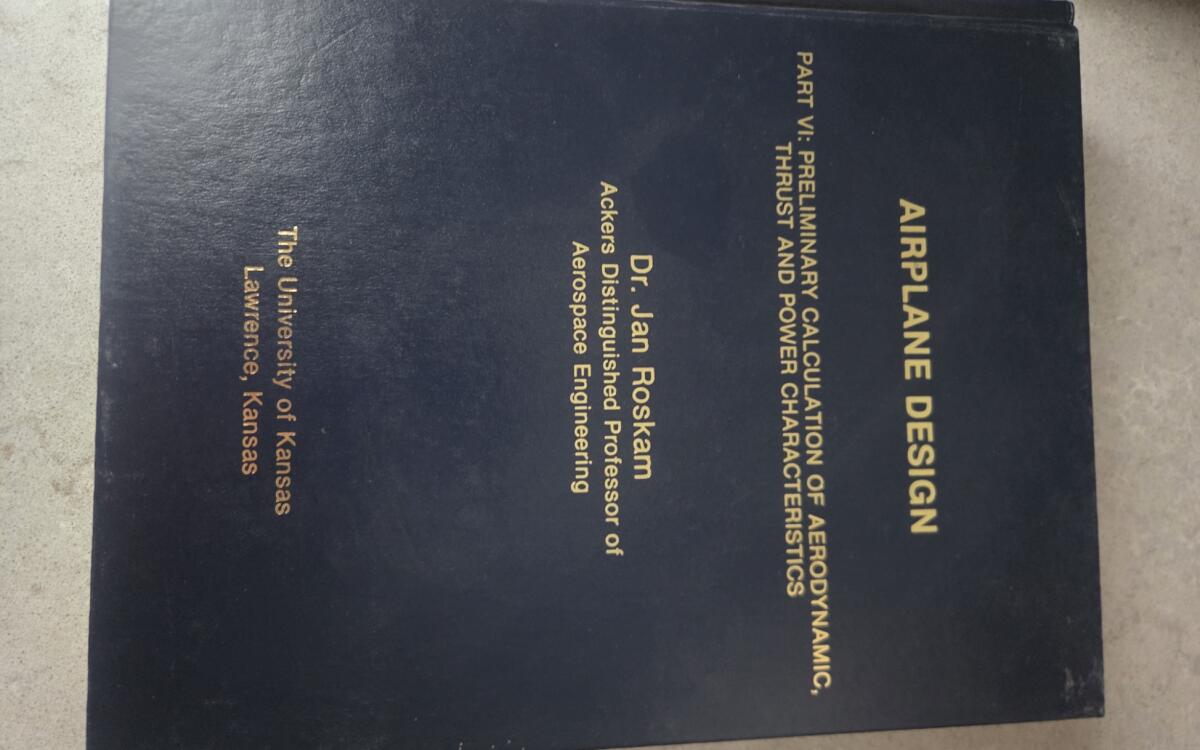 AIRPLANE DESIGN
PART VI: PRELIMINARY CALCULATION OF AERODYNAMIC,
THRUST AND POWER CHARACTERISTICS
Dr. Jan Roskam
Ackers Distinguished Professor of
Aerospace Engineering
The University of Kansas
Lawrence, Kansas